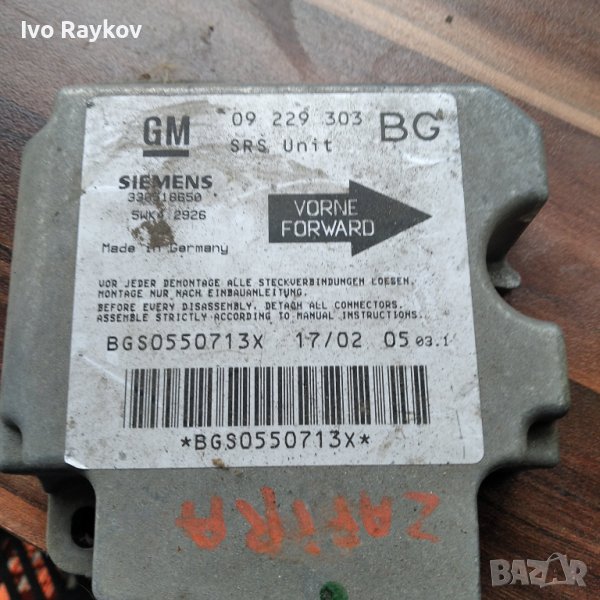 Ivo Raykov
GM 09 229 303 BG
SRS Unit
SIEMENS
330518650
5WK4 2926
VORNE
FORWARD
Made in Germany
VOR JEDER DEMONTAGE ALLE STECKVERBINDUNGEN LOESEN.
MONTAGE NUR NACH EINBAUANLEITUNG.
BEFORE EVERY DISASSEMBLY, DETACH ALL CONNECTORS.
ASSEMBLE STRICTLY ACCORDING TO MANUAL INSTRUCTIONS.
BGS0550713X 17/02 05 03.1
*BGS0550713X*
ZAFIRA
BAZAR